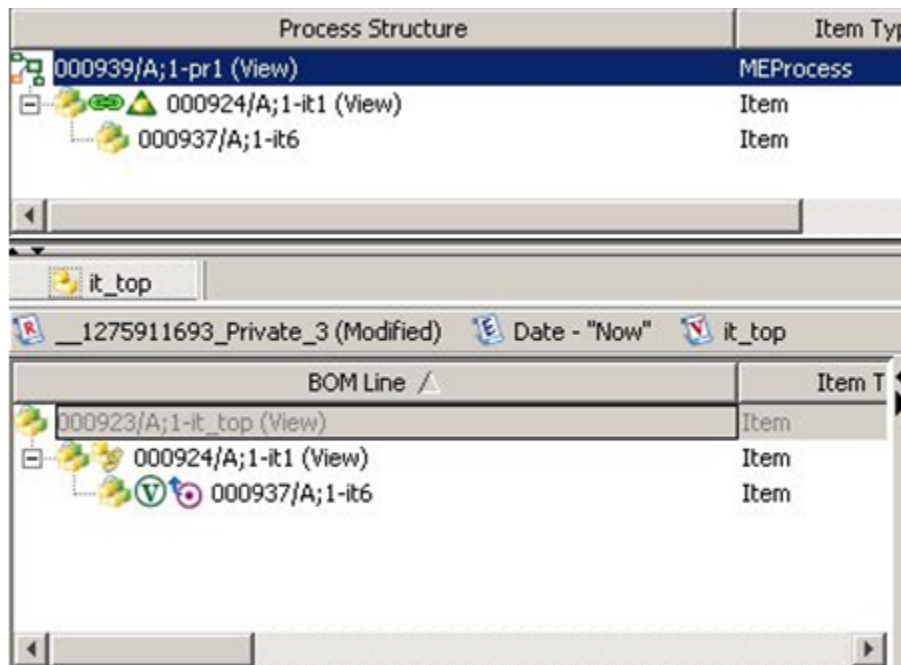 Process Structure Item Typ
000939/A;1-pr1 (View) MEProcess
000924/A;1-it1 (View) Item
000937/A;1-it6 Item
it_top
R __1275911693_Private_3 (Modified) E Date - "Now" V it_top
BOM Line Item T
000923/A;1-it_top (View) Item
000924/A;1-it1 (View) Item
V 000937/A;1-it6 Item